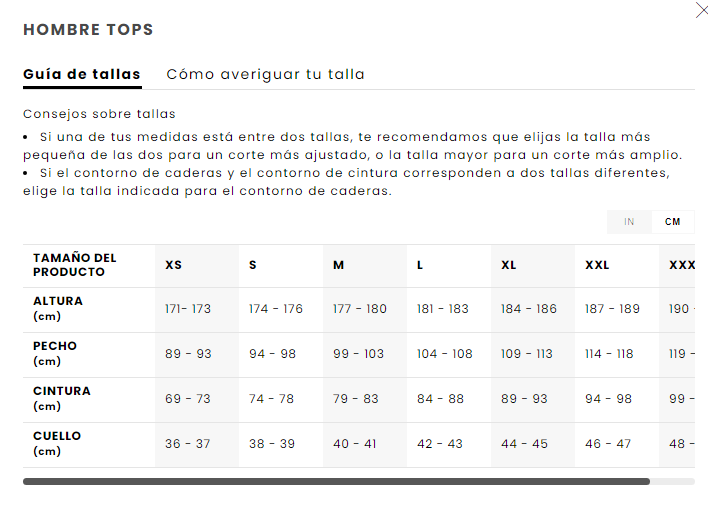 HOMBRE TOPS
Guía de tallas Cómo averiguar tu talla
Consejos sobre tallas
• Si una de tus medidas está entre dos tallas, te recomendamos que elijas la talla más
pequeña de las dos para un corte más ajustado, o la talla mayor para un corte más amplio.
• Si el contorno de caderas y el contorno de cintura corresponden a dos tallas diferentes,
elige la talla indicada para el contorno de caderas.
IN CM
TAMAÑO DEL
PRODUCTO XS S M L XL XXL XXX
ALTURA
(cm) 171- 173 174 - 176 177 - 180 181 - 183 184 - 186 187 - 189 190 -
PECHO
(cm) 89 - 93 94 - 98 99 - 103 104 - 108 109 - 113 114 - 118 119 -
CINTURA
(cm) 69 - 73 74 - 78 79 - 83 84 - 88 89 - 93 94 - 98 99 -
CUELLO
(cm) 36 - 37 38 - 39 40 - 41 42 - 43 44 - 45 46 - 47 48 -